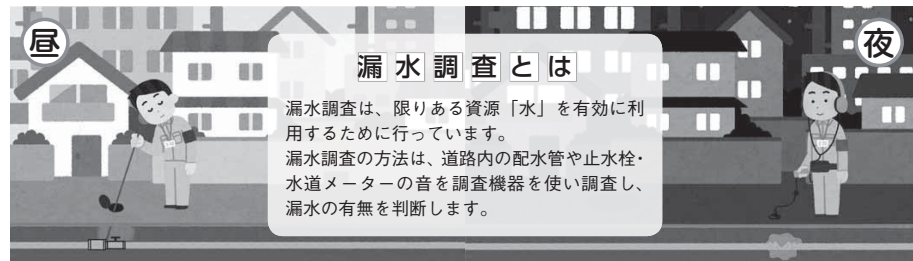 昼
夜
漏水調査とは
漏水調査は、限りある資源「水」を有効に利
用するために行っています。
漏水調査の方法は、道路内の配水管や止水栓・
水道メーターの音を調査機器を使い調査し、
漏水の有無を判断します。